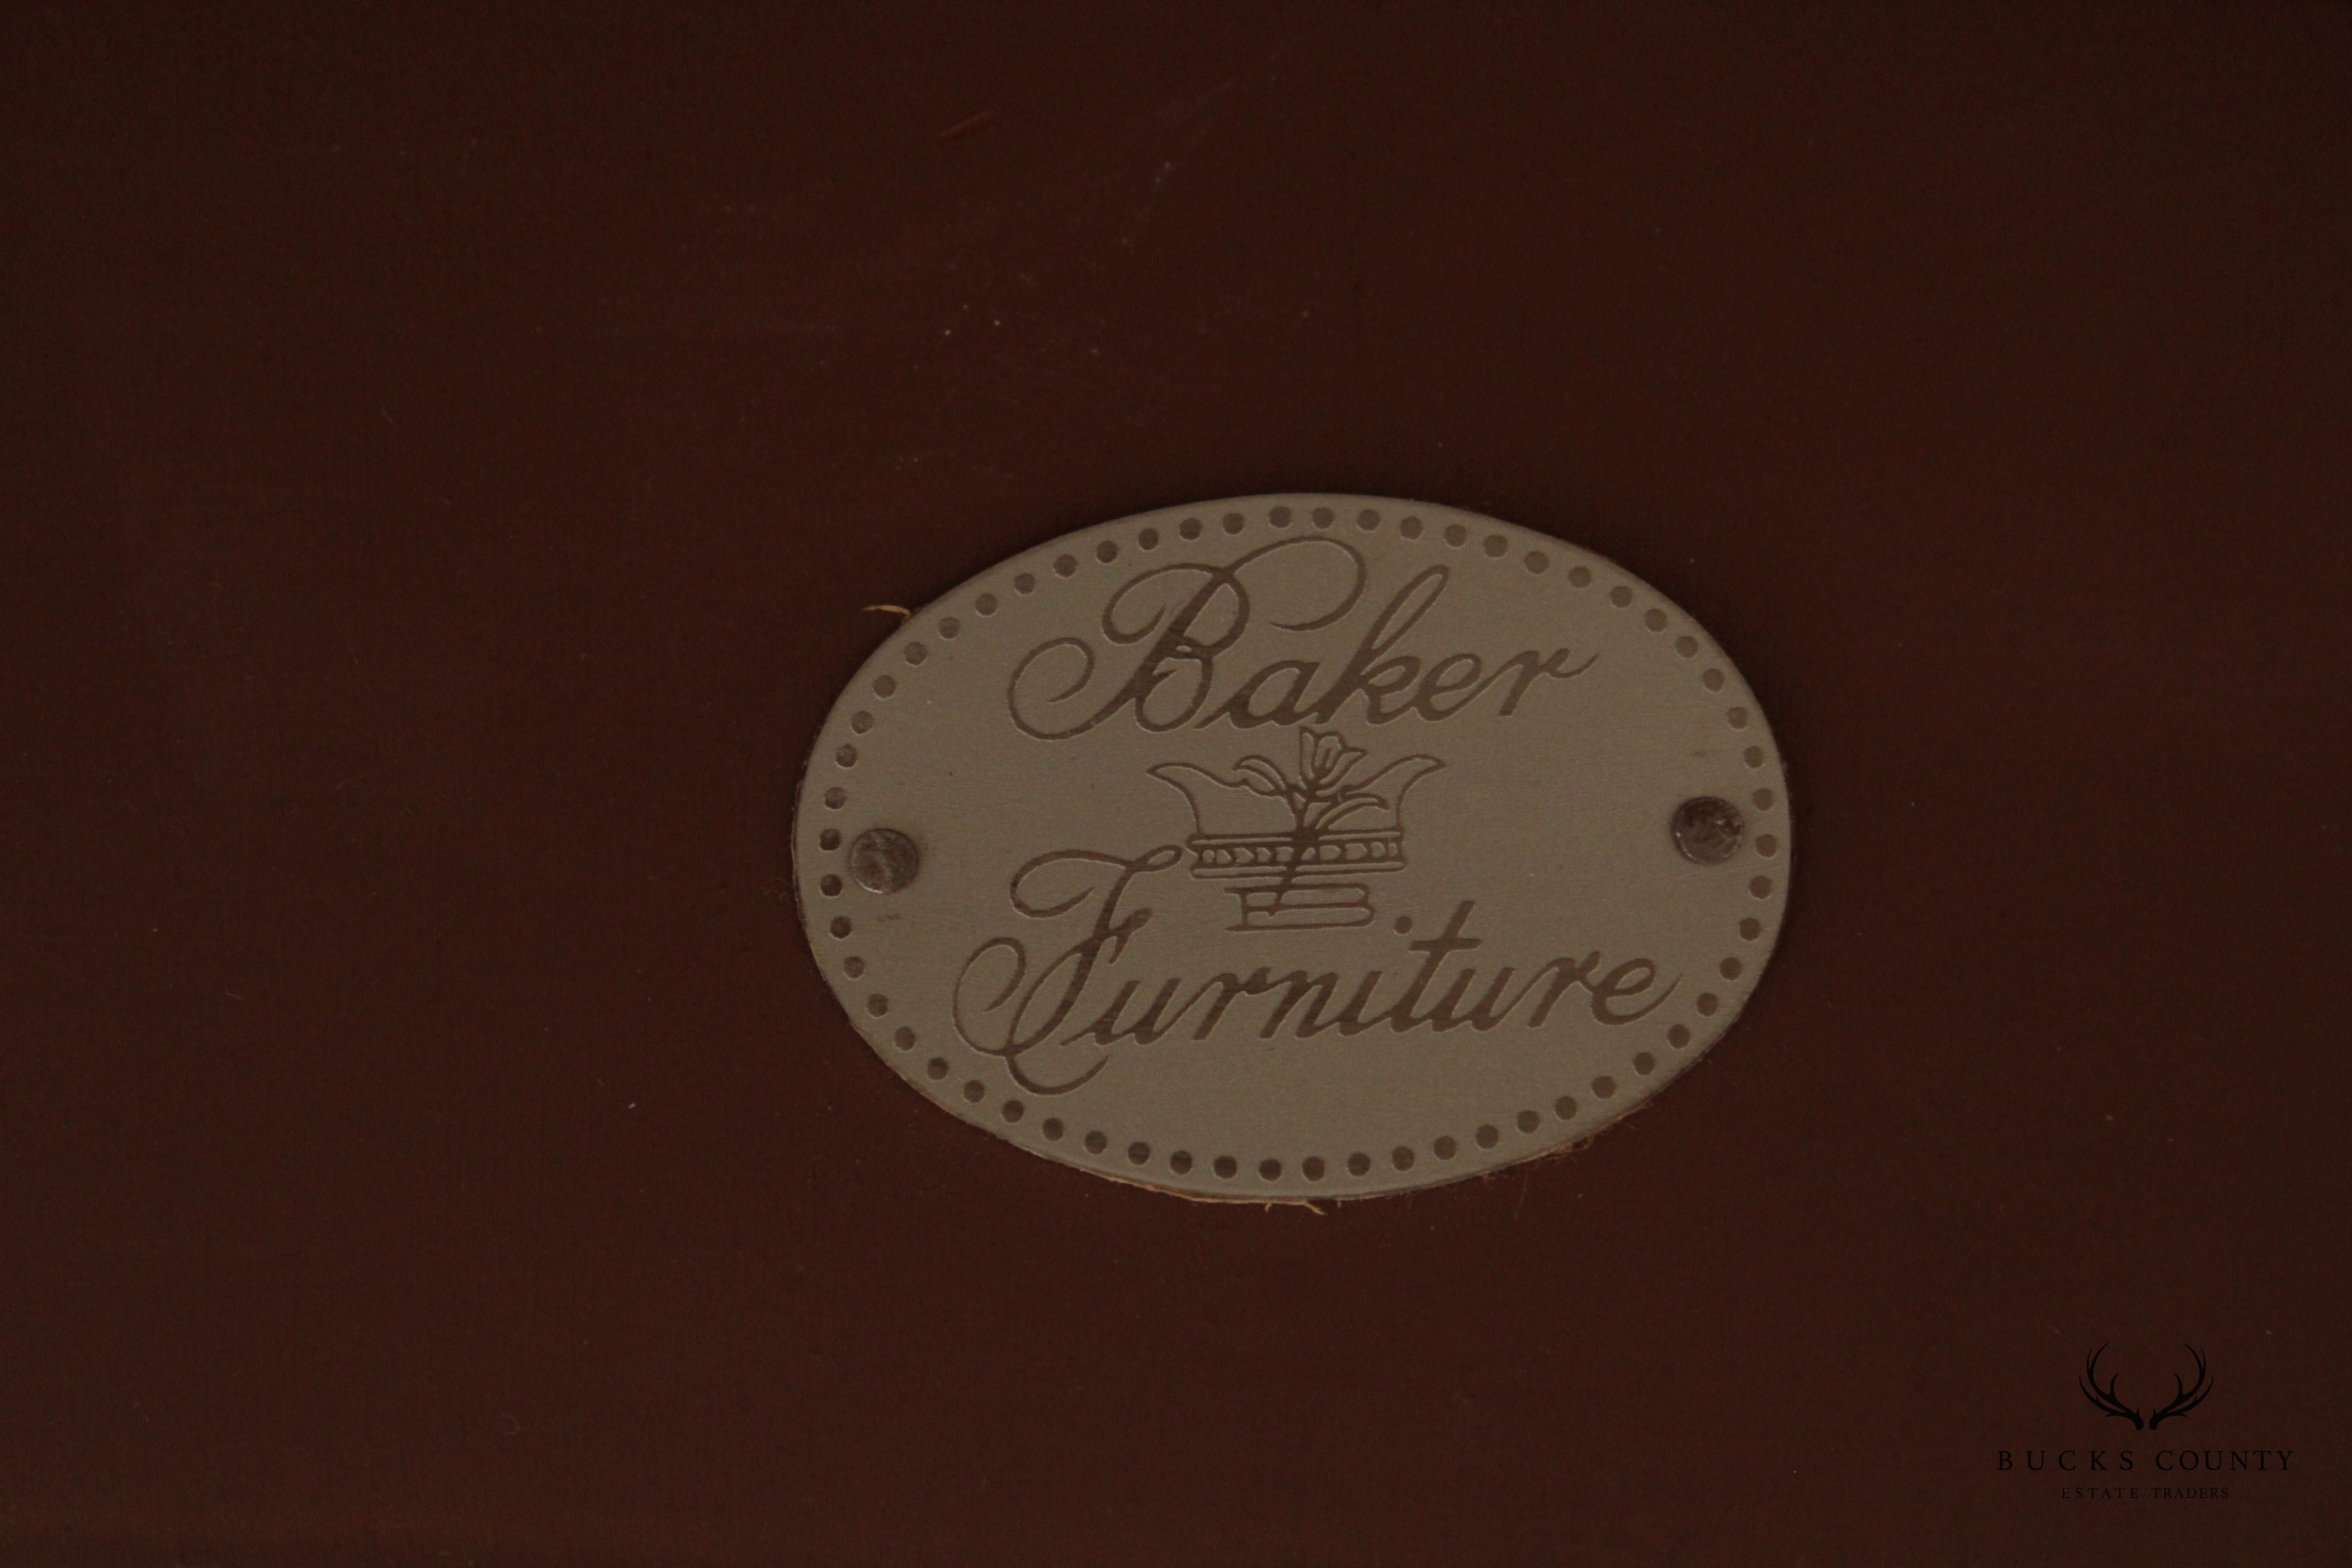 Baker
Furniture
BUCKS COUNTY
ESTATE TRADERS